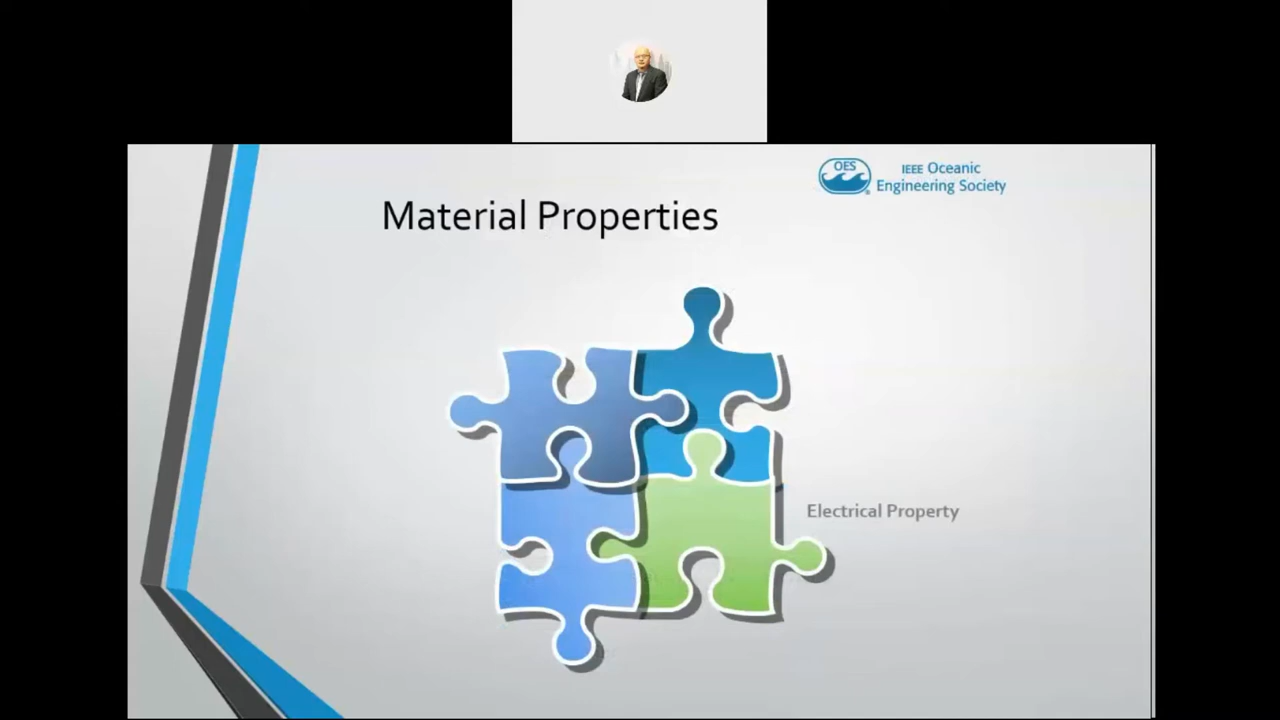 OES
IEEE Oceanic
Engineering Society
Material Properties
Electrical Property